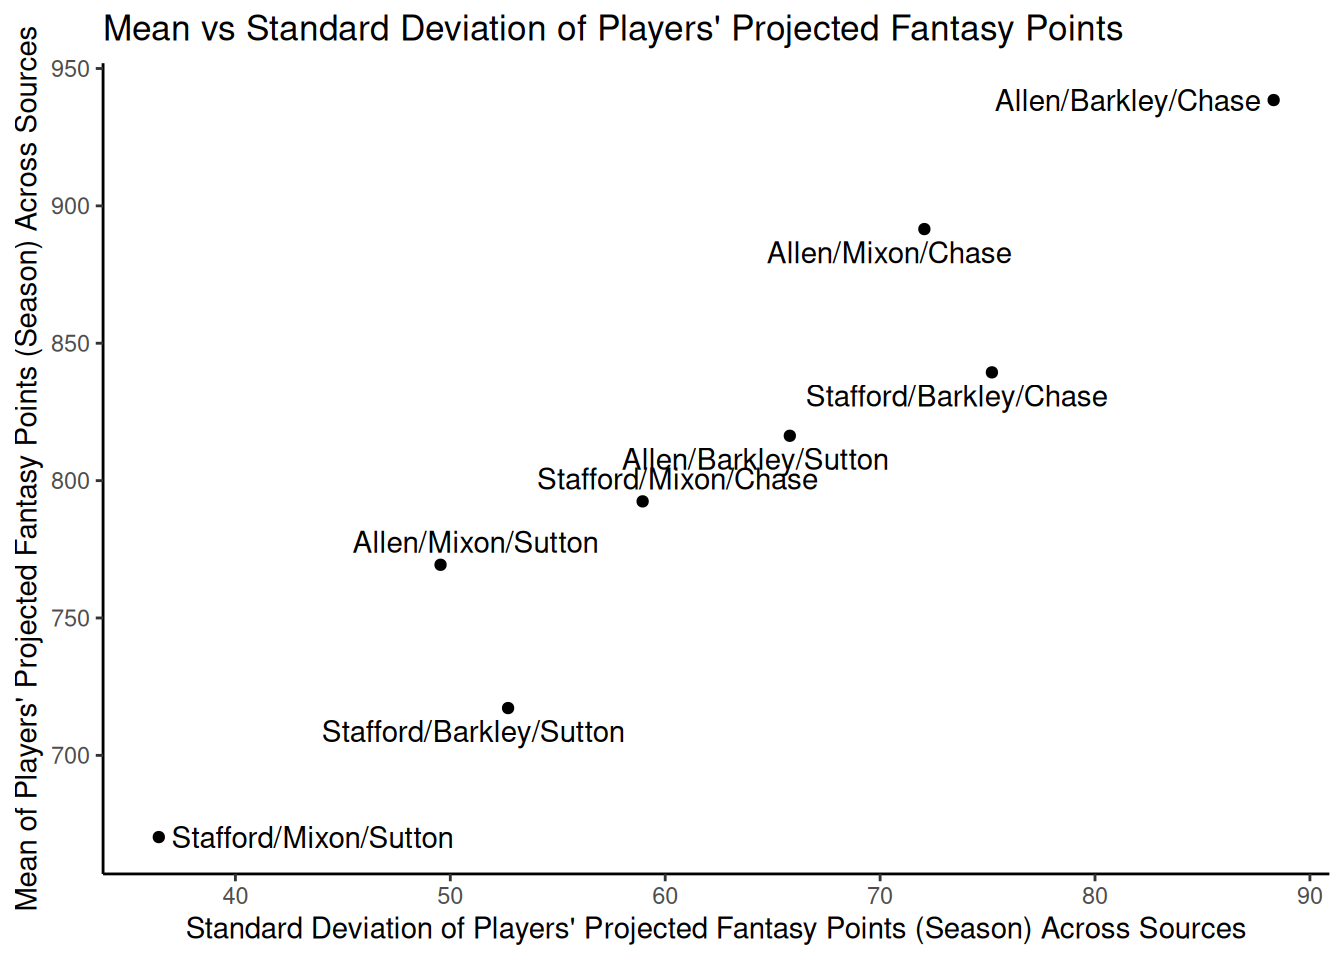 Mean vs Standard Deviation of Players' Projected Fantasy Points
Mean of Players' Projected Fantasy Points (Season) Across Sources
950
900
850
800
750
700
Allen/Barkley/Chase
Allen/Mixon/Chase
Stafford/Barkley/Chase
Allen/Barkley/Sutton
Stafford/Mixon/Chase
Allen/Mixon/Sutton
Stafford/Barkley/Sutton
Stafford/Mixon/Sutton
40 50 60 70 80 90
Standard Deviation of Players' Projected Fantasy Points (Season) Across Sources